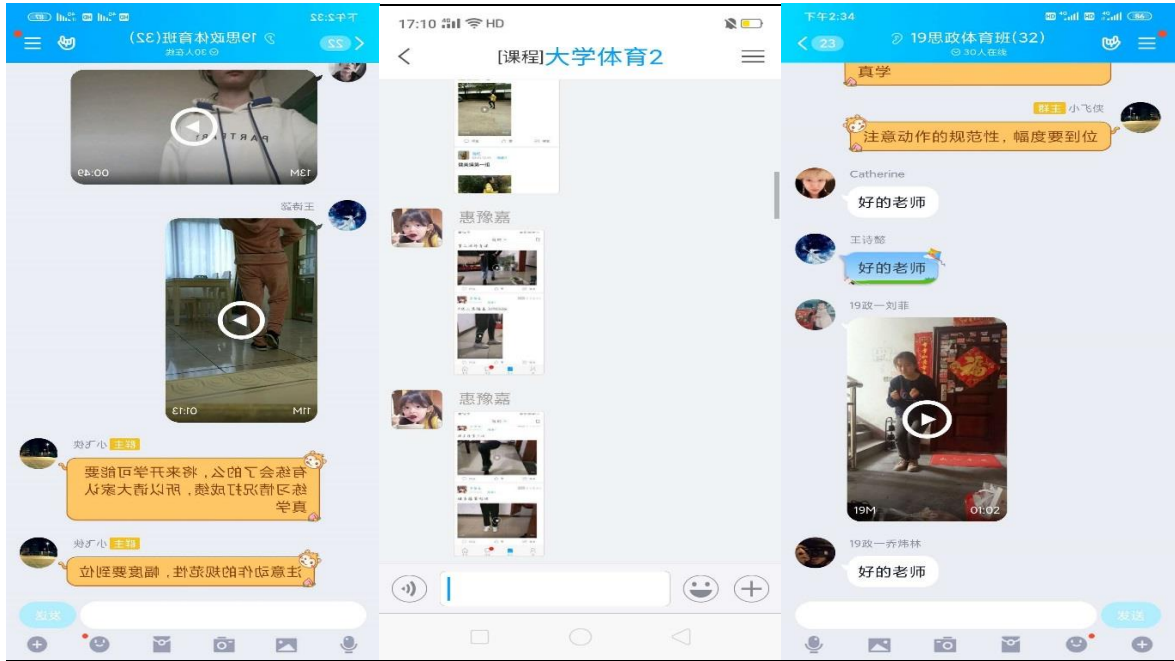 下午2:32
22
19思政体育班(32)
30人在线
PARTERRY
13M
00:49
11M
01:13
群主 小飞侠
有练会了的么，将来开学可能要
练习情况打成绩，所以请大家认
真学
群主 小飞侠
注意动作的规范性，幅度要到位
发送
17:10
HD
[课程]大学体育2
惠豫嘉
惠豫嘉
下午2:34
23
19思政体育班(32)
30人在线
真学
群主 小飞侠
注意动作的规范性，幅度要到位
Catherine
好的老师
王诗懿
好的老师
19政一刘菲
福
19M
01:02
19政一乔炜林
好的老师
发送